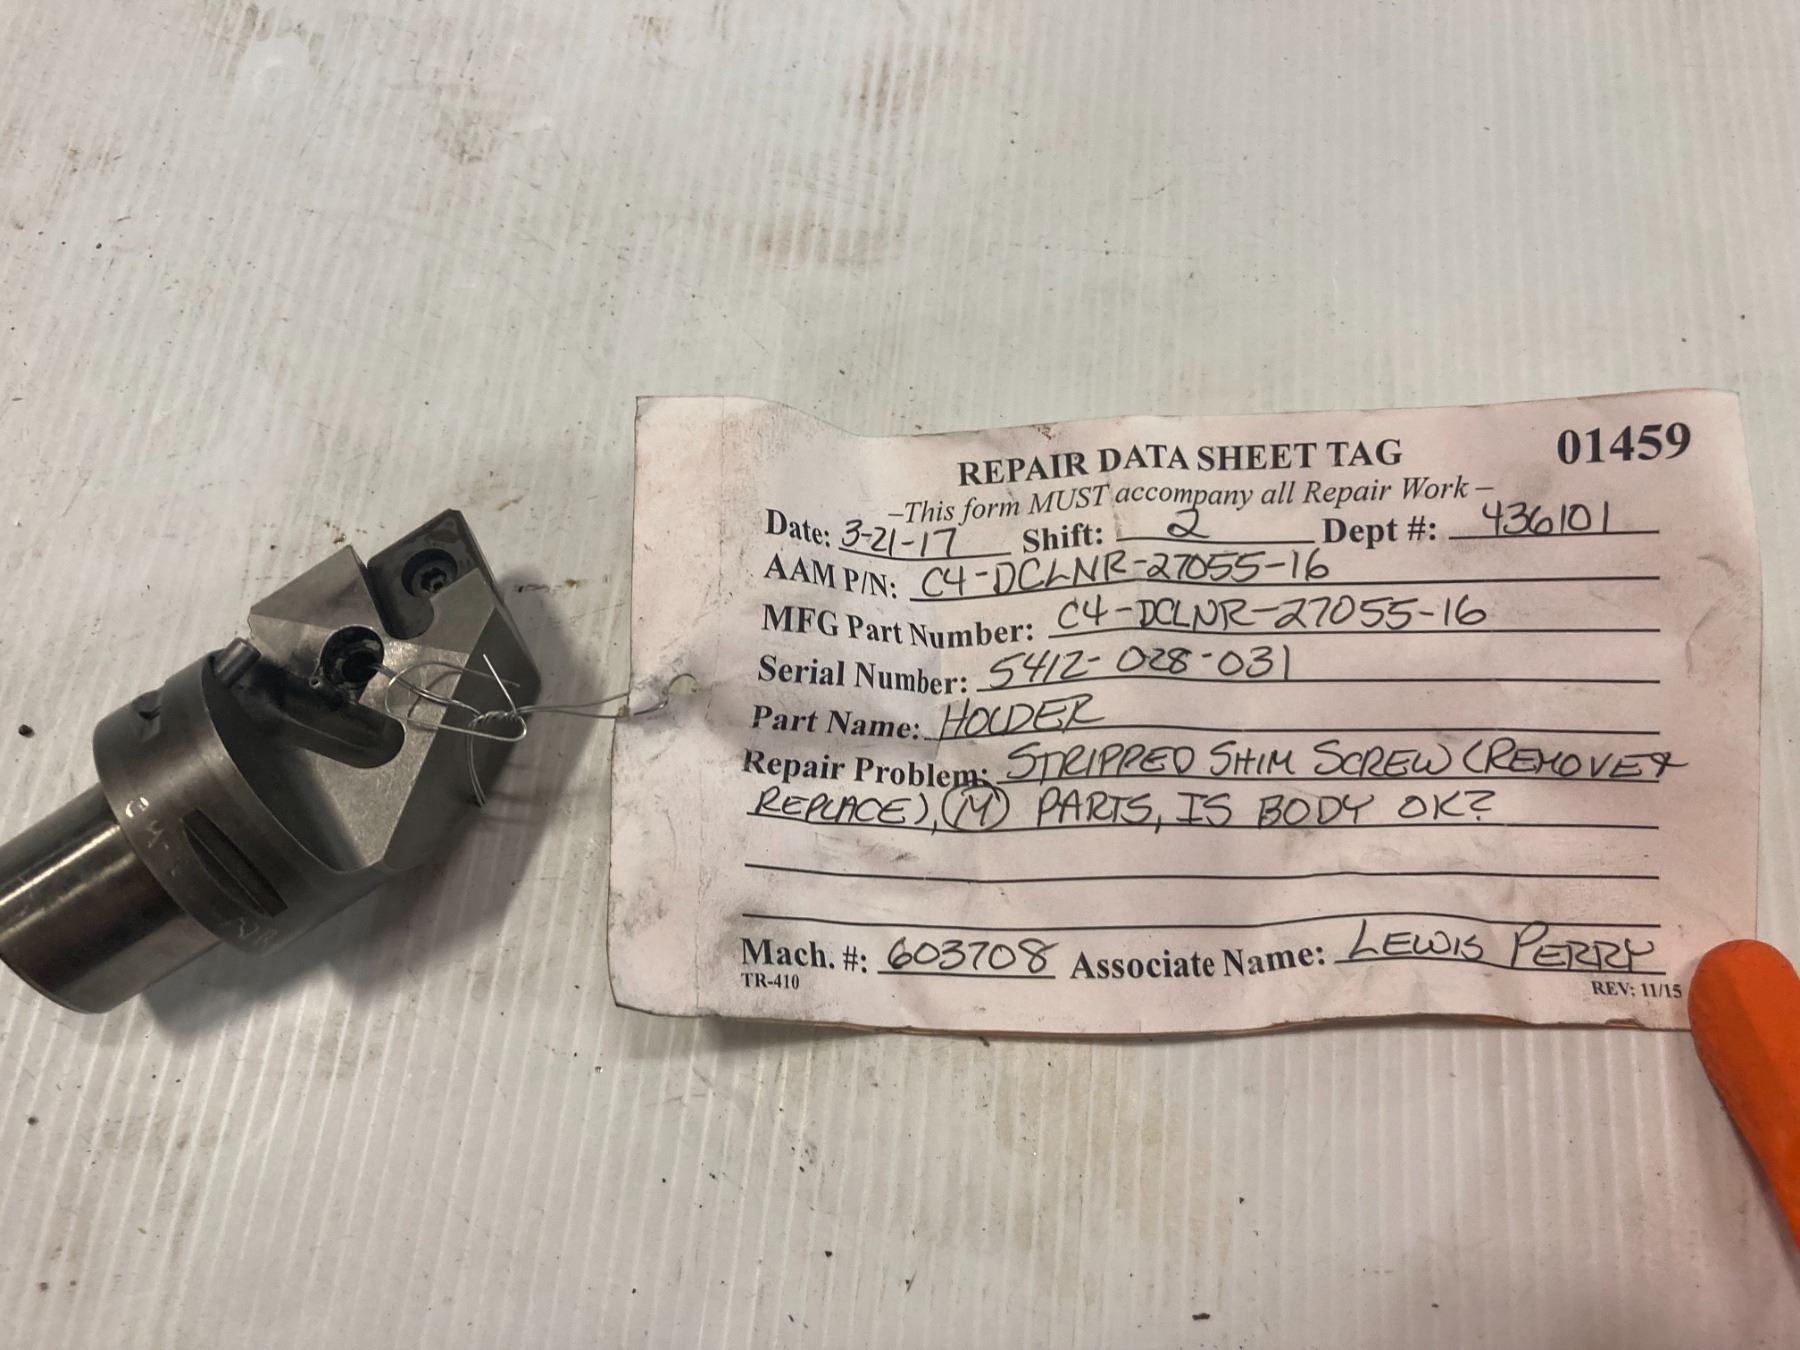 REPAIR DATA SHEET TAG 01459
–This form MUST accompany all Repair Work –
Date: 3-21-17 Shift: 2 Dept #: 436101
AAM P/N: C4-DCLNR-27055-16
MFG Part Number: C4-DCLNR-27055-16
Serial Number: 5412-028-031
Part Name: HOLDER
Repair Problem: STRIPPED SHIM SCREW (REMOVE &
REPLACE), (M) PARTS, IS BODY OK?
Mach. #: 603708 Associate Name: LEWIS PERRY
TR-410 REV: 11/15